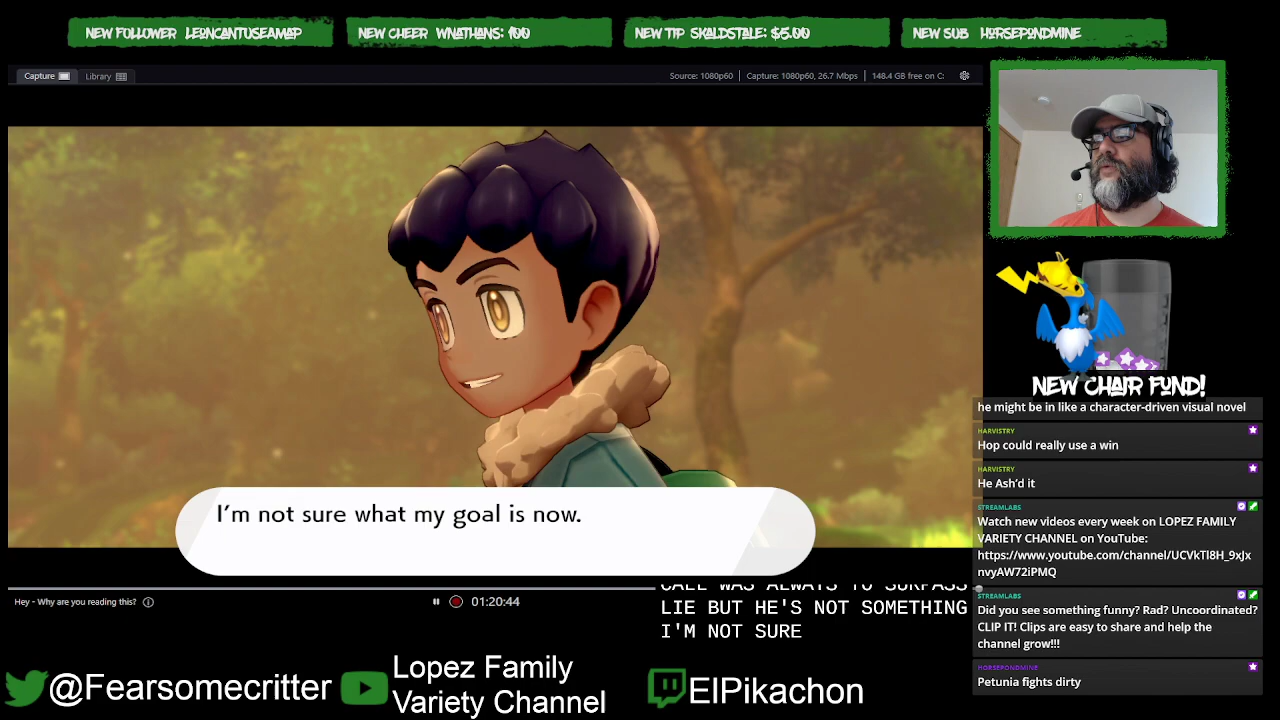 NEW FOLLOWER LEONCANTUSEAMAP
NEW CHEER WNATHANS: 100
NEW TIP SKALDSTALE: $5.00
NEW SUB HORSEPONDMINE
Capture
Library
Source: 1080p60
Capture: 1080p60, 26.7 Mbps
148.4 GB free on C:
I'm not sure what my goal is now.
NEW CHAIR FUND!
he might be in like a character-driven visual novel
HARVISTRY
Hop could really use a win
HARVISTRY
He Ash'd it
STREAMLABS
Watch new videos every week on LOPEZ FAMILY
VARIETY CHANNEL on YouTube:
STREAMLABS
Did you see something funny? Rad? Uncoordinated?
CLIP IT! Clips are easy to share and help the
channel grow!!!
HORSEPONDMINE
Petunia fights dirty
Hey - Why are you reading this?
01:20:44
CALL WAS ALWAYS TO SURPASS
LIE BUT HE'S NOT SOMETHING
I'M NOT SURE
@Fearsomecritter
Lopez Family
Variety Channel
ElPikachon